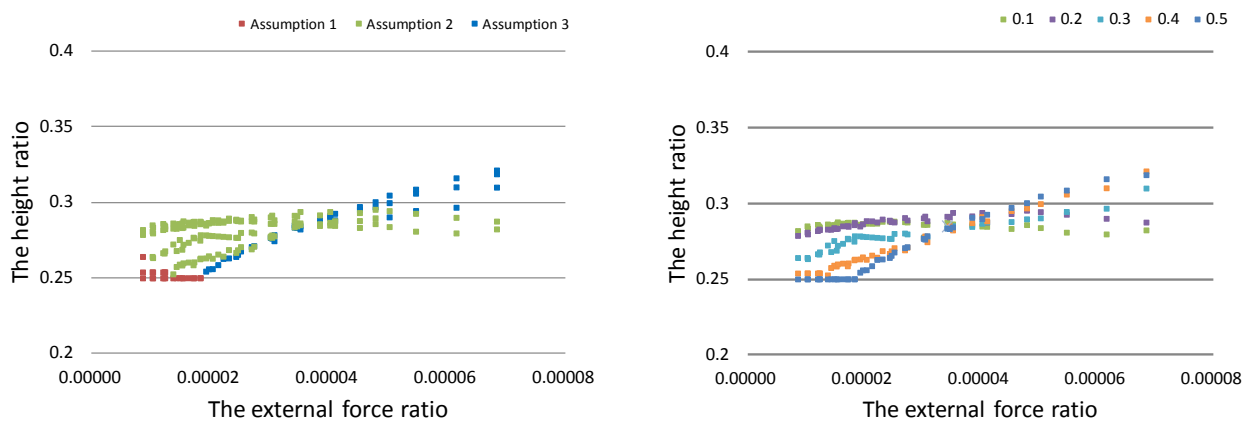 Assumption 1 Assumption 2 Assumption 3
0.4
0.35
0.3
0.25
0.2
The height ratio
0.00000 0.00002 0.00004 0.00006 0.00008
The external force ratio
0.1 0.2 0.3 0.4 0.5
0.4
0.35
0.3
0.25
0.2
The height ratio
0.00000 0.00002 0.00004 0.00006 0.00008
The external force ratio